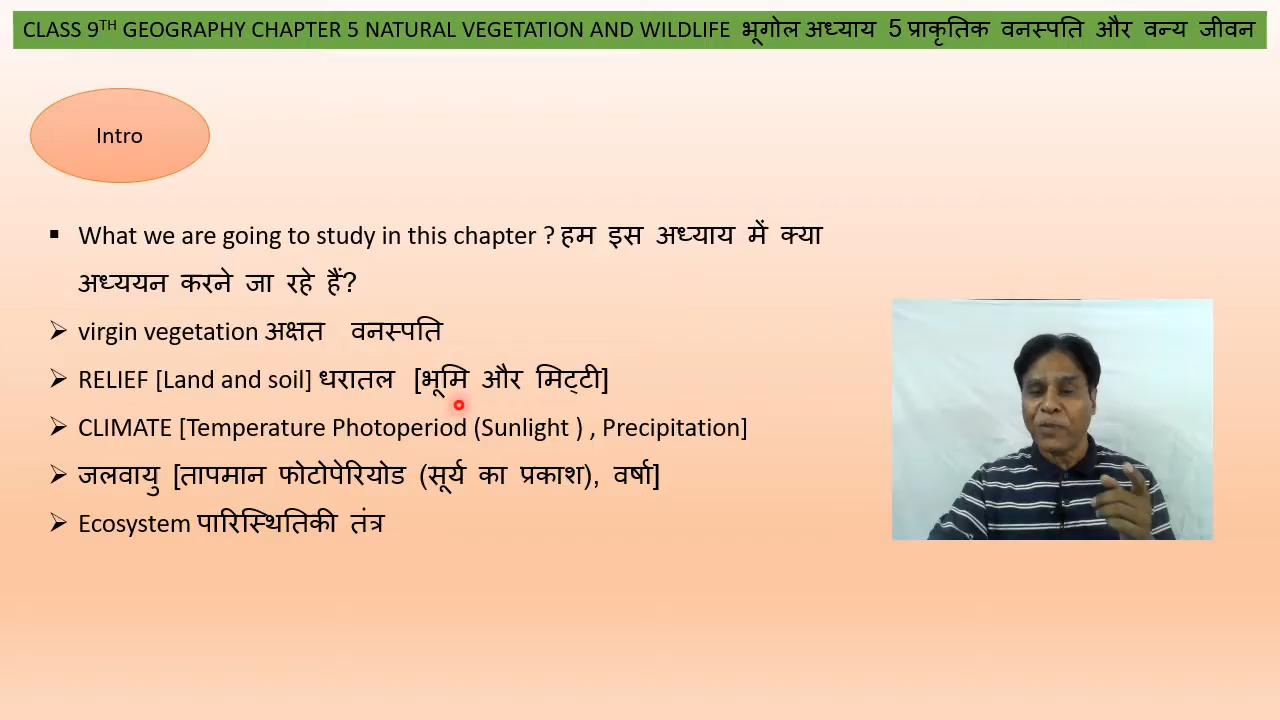 CLASS 9TH GEOGRAPHY CHAPTER 5 NATURAL VEGETATION AND WILDLIFE भूगोल अध्याय 5 प्राकृतिक वनस्पति और वन्य जीवन
Intro
▪ What we are going to study in this chapter ? हम इस अध्याय में क्या
अध्ययन करने जा रहे हैं?
➢ virgin vegetation अक्षत वनस्पति
➢ RELIEF [Land and soil] धरातल [भूमि और मिट्टी]
➢ CLIMATE [Temperature Photoperiod (Sunlight ) , Precipitation]
➢ जलवायु [तापमान फोटोपेरियोड (सूर्य का प्रकाश), वर्षा]
➢ Ecosystem पारिस्थितिकी तंत्र